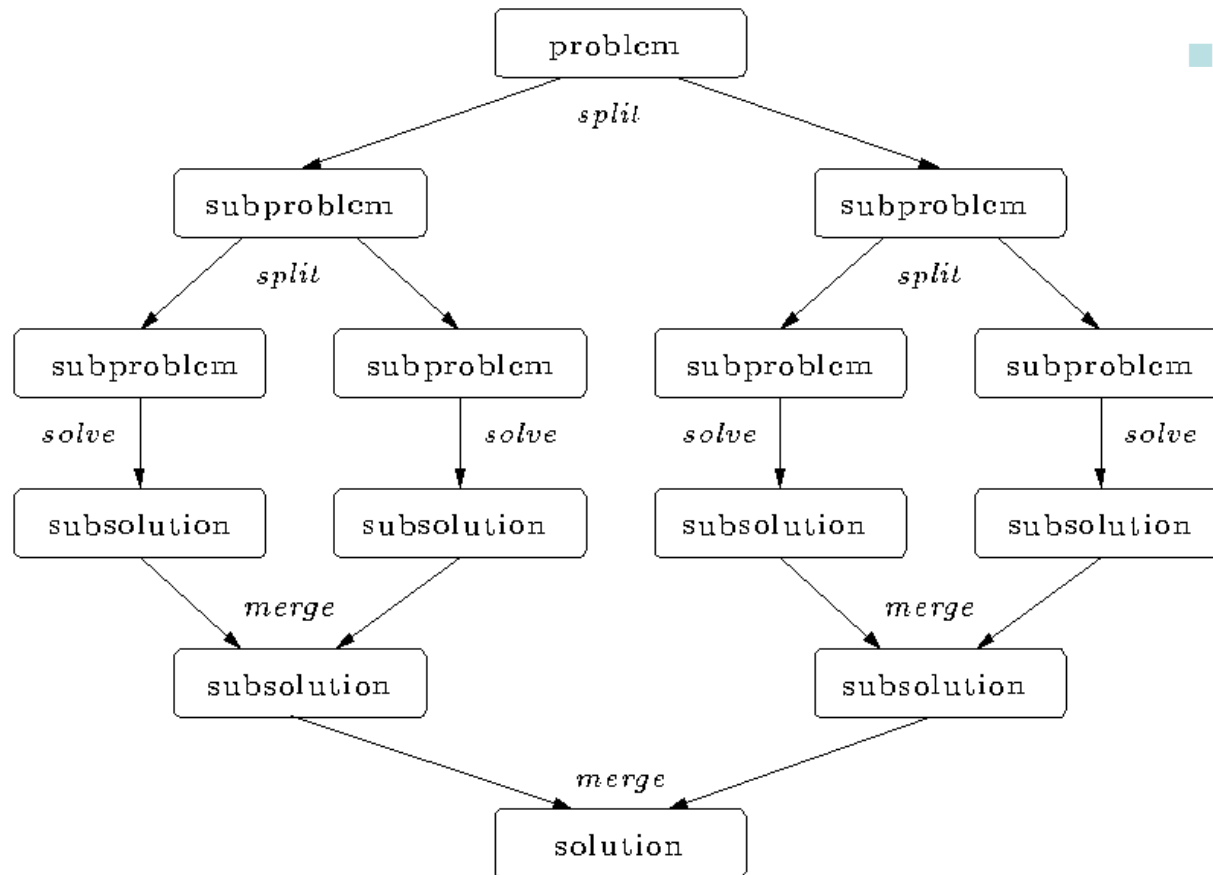 problem
split
subproblem subproblem
split split
subproblem subproblem subproblem subproblem
solve solve solve solve
subsolution subsolution subsolution subsolution
merge merge
subsolution subsolution
merge
solution